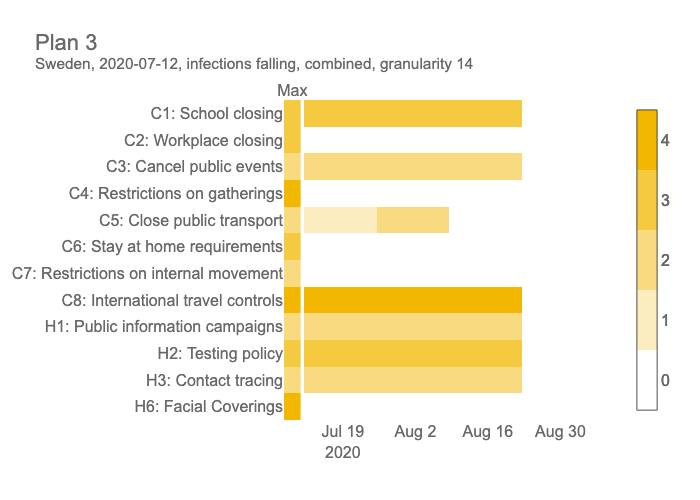 Plan 3
Sweden, 2020-07-12, infections falling, combined, granularity 14
Max
C1: School closing
C2: Workplace closing
C3: Cancel public events
C4: Restrictions on gatherings
C5: Close public transport
C6: Stay at home requirements
C7: Restrictions on internal movement
C8: International travel controls
H1: Public information campaigns
H2: Testing policy
H3: Contact tracing
H6: Facial Coverings
Jul 19 Aug 2 Aug 16 Aug 30
2020
4
3
2
1
0